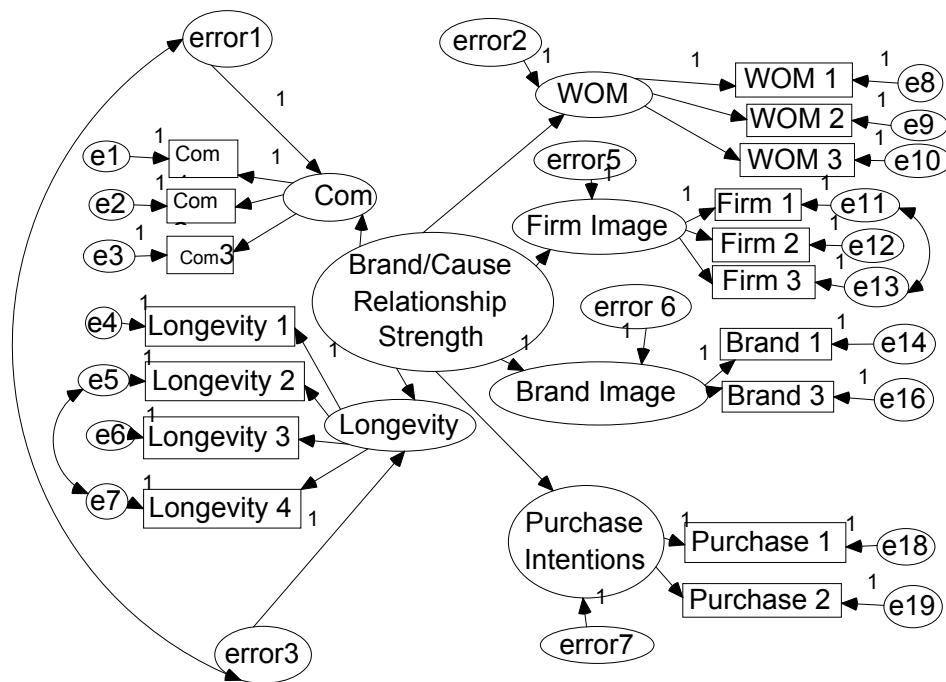 error1
error2
1
1
1
WOM
WOM 1
1
e8
WOM 2
1
e9
WOM 3
1
e10
e1
1
Com
1
Com
e2
1
Com
e3
1
Com3
error5
1
Firm Image
1
Firm 1
1
e11
Firm 2
1
e12
Firm 3
1
e13
Brand/Cause
Relationship
Strength
1
1
error 6
1
Brand Image
1
Brand 1
1
e14
Brand 3
1
e16
e4
1
Longevity 1
e5
1
Longevity 2
e6
1
Longevity 3
e7
1
Longevity 4
1
Longevity
Purchase
Intentions
1
Purchase 1
1
e18
Purchase 2
1
e19
1
error7
error3